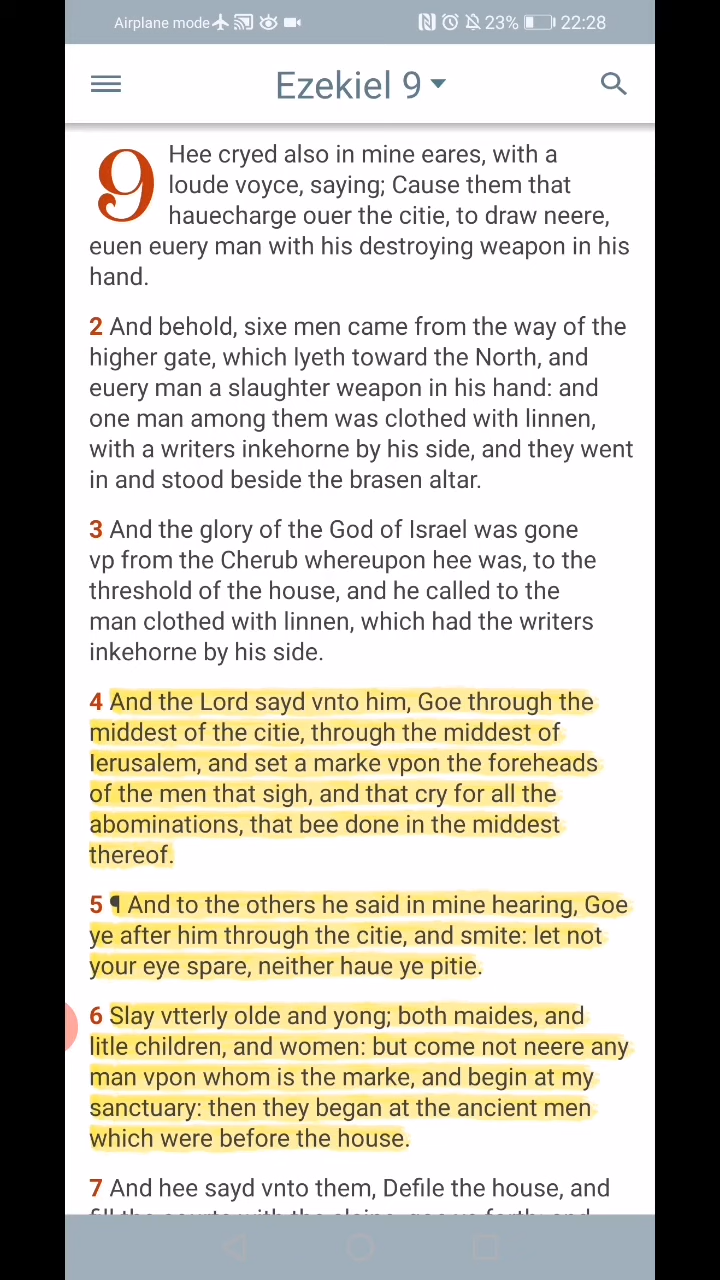 Airplane mode 23% 22:28
Ezekiel 9
9 Hee cryed also in mine eares, with a
loude voyce, saying; Cause them that
hauecharge ouer the citie, to draw neere,
euen euery man with his destroying weapon in his
hand.
2 And behold, sixe men came from the way of the
higher gate, which lyeth toward the North, and
euery man a slaughter weapon in his hand: and
one man among them was clothed with linnen,
with a writers inkehorne by his side, and they went
in and stood beside the brasen altar.
3 And the glory of the God of Israel was gone
vp from the Cherub whereupon hee was, to the
threshold of the house, and he called to the
man clothed with linnen, which had the writers
inkehorne by his side.
4 And the Lord sayd vnto him, Goe through the
middest of the citie, through the middest of
Ierusalem, and set a marke vpon the foreheads
of the men that sigh, and that cry for all the
abominations, that bee done in the middest
thereof.
5 ¶ And to the others he said in mine hearing, Goe
ye after him through the citie, and smite: let not
your eye spare, neither haue ye pitie.
6 Slay vtterly olde and yong; both maides, and
litle children, and women: but come not neere any
man vpon whom is the marke, and begin at my
sanctuary: then they began at the ancient men
which were before the house.
7 And hee sayd vnto them, Defile the house, and